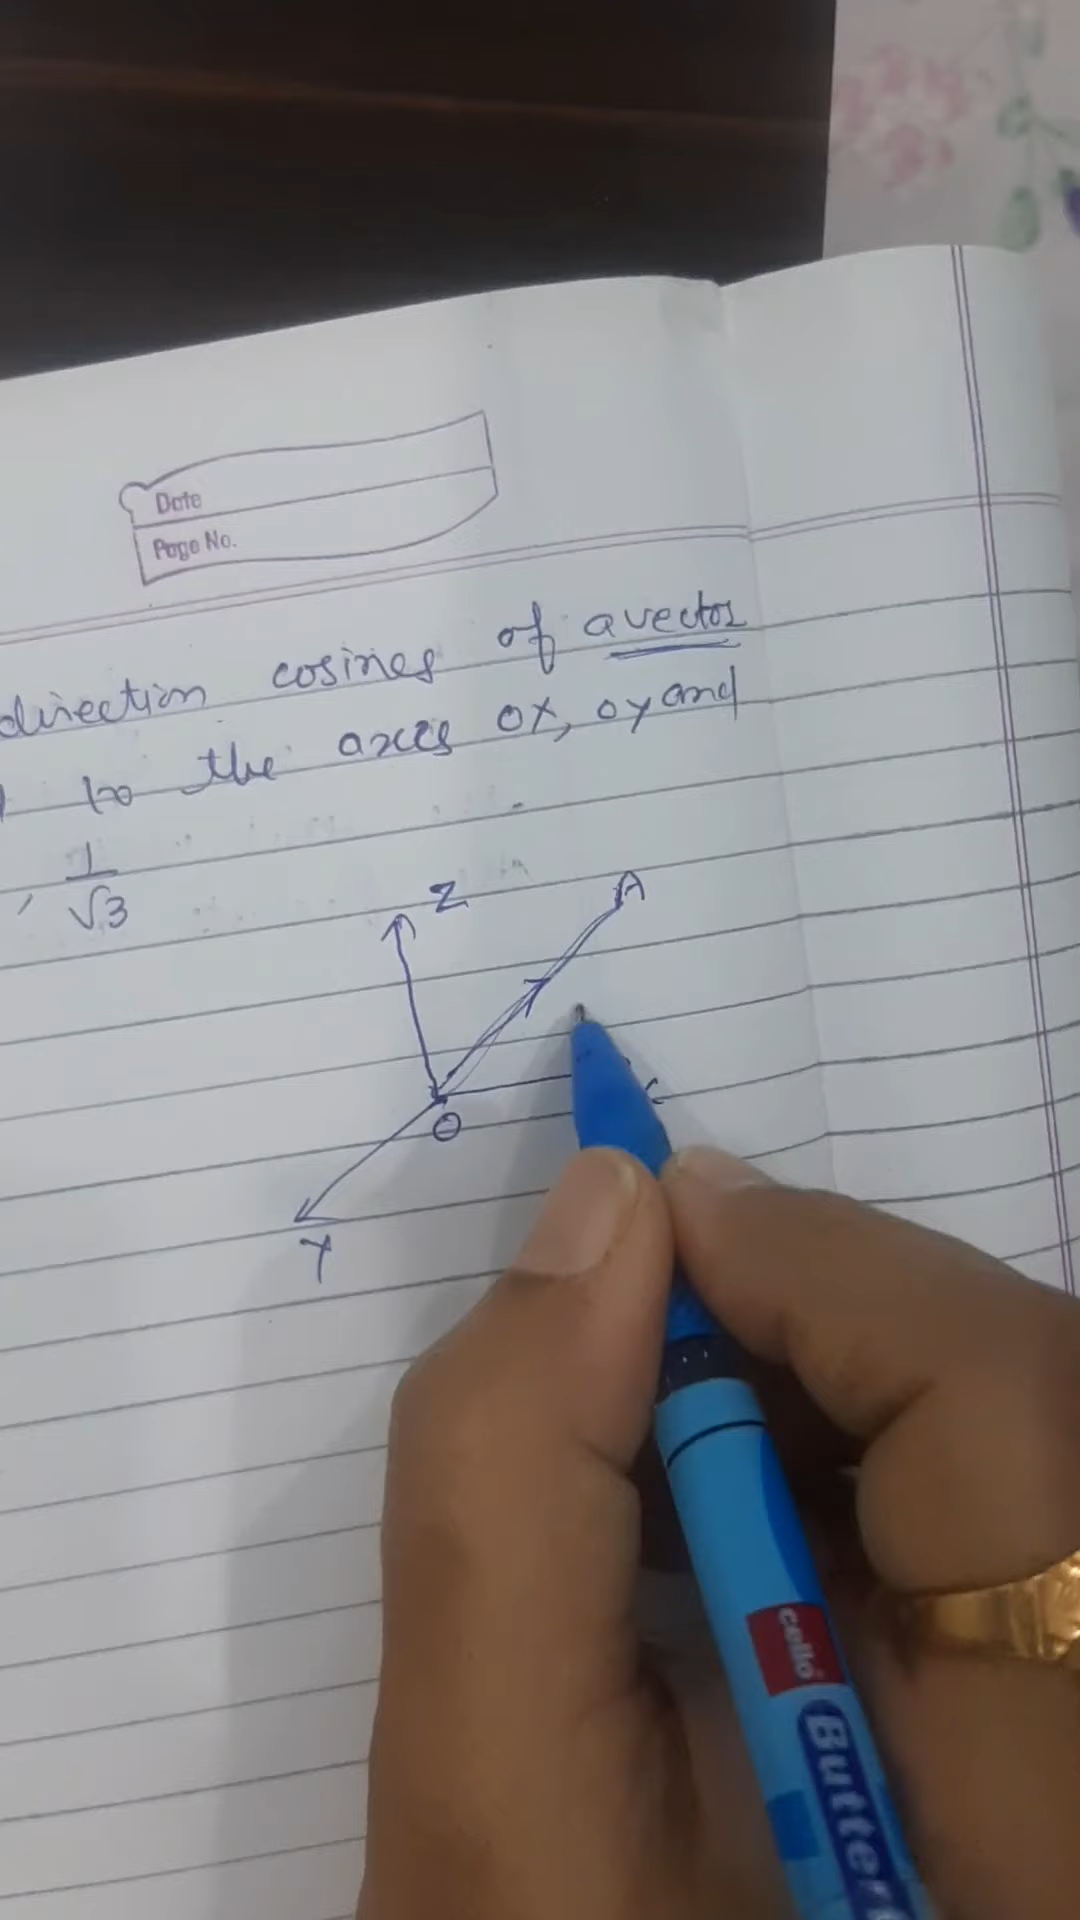 Date
Page No.
direction cosines of a vector
to the axes OX, OY and
, 1/√3
Z
A
O
Y
cello
Butter